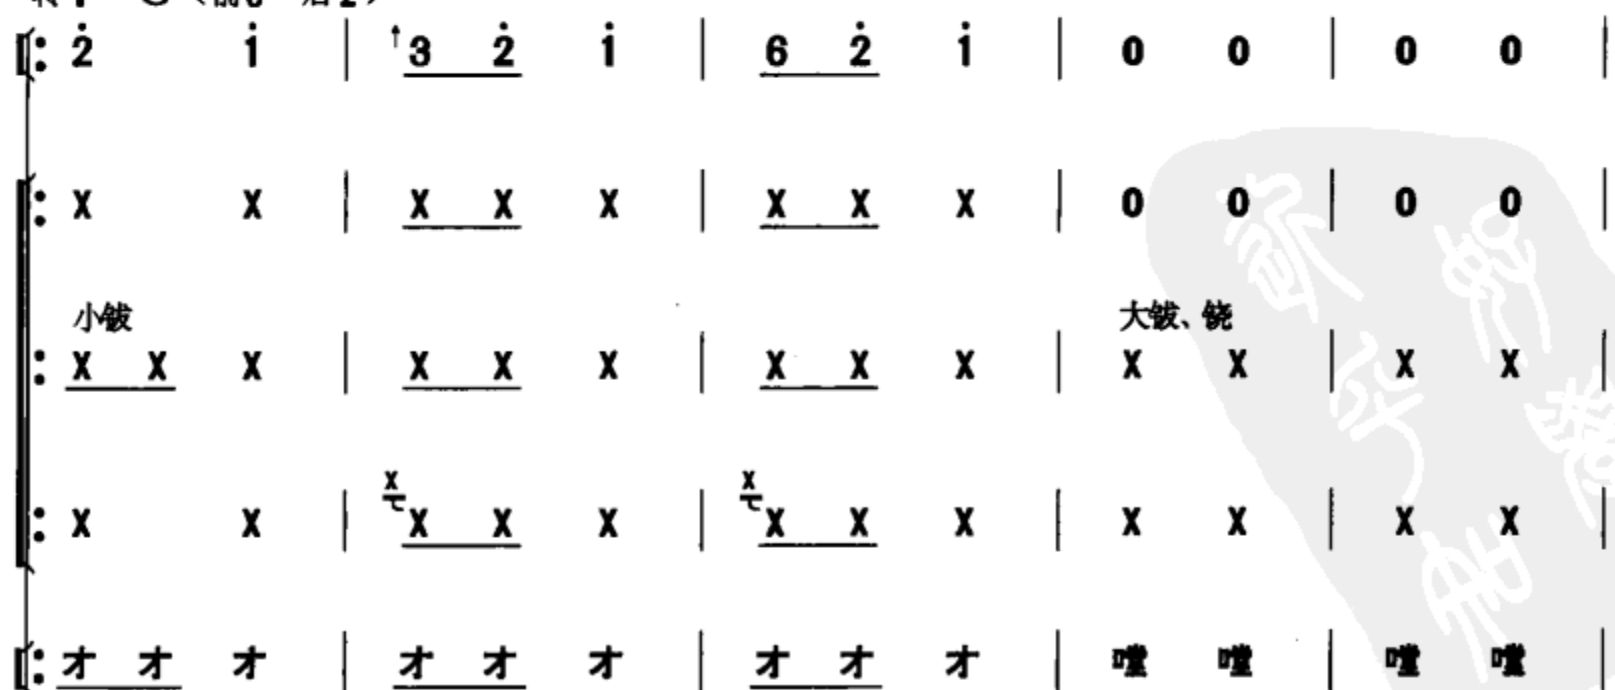 2̇ 1̇ | ↑3 2̇ 1̇ | 6 2̇ 1̇ | 0 0 | 0 0 |
X X | X X X | X X X | 0 0 | 0 0 |
小钹 大钹、铙
X X X | X X X | X X X | X X | X X |
X X
X X | X X X | X X X | X X | X X |
才 才 才 | 才 才 才 | 才 才 才 | 嘡 嘡 | 嘡 嘡 |